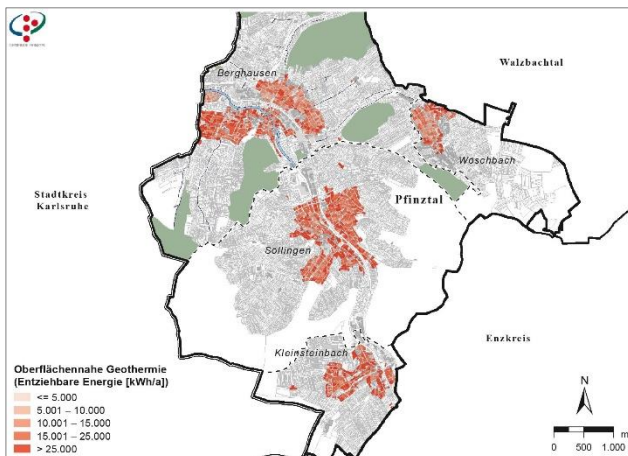 Berghausen
Walzbachtal
Wöschbach
Stadtkreis
Karlsruhe
Pfinztal
Söllingen
Enzkreis
Kleinsteinbach
Oberflächennahe Geothermie
(Entziehbare Energie [kWh/a])
<= 5.000
5.001 – 10.000
10.001 – 15.000
15.001 – 25.000
> 25.000
N
m
0 250 500 1.000